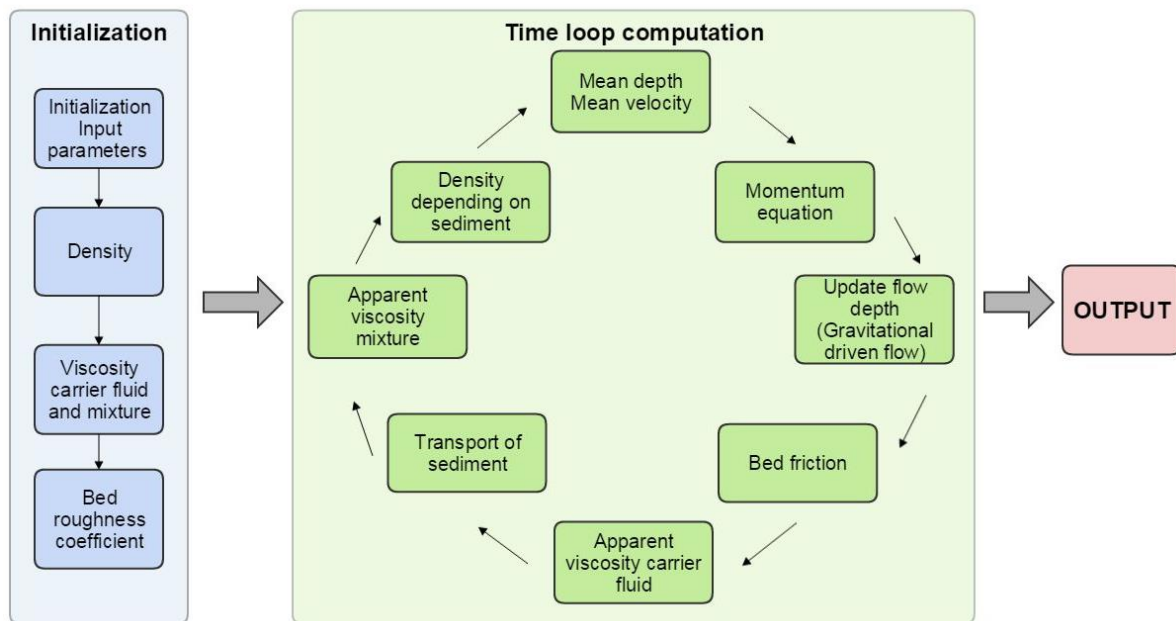 Initialization
Initialization
Input
parameters
Density
Viscosity
carrier fluid
and mixture
Bed
roughness
coefficient
Time loop computation
Mean depth
Mean velocity
Momentum
equation
Update flow
depth
(Gravitational
driven flow)
Bed friction
Apparent
viscosity carrier
fluid
Transport of
sediment
Apparent
viscosity
mixture
Density
depending on
sediment
OUTPUT